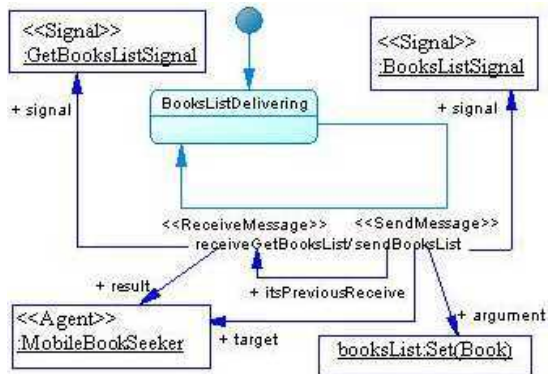 <<Signal>>
:GetBooksListSignal
<<Signal>>
:BooksListSignal
+ signal
BooksListDelivering
+ signal
<<ReceiveMessage>>
<<SendMessage>>
receiveGetBooksList/sendBooksList
+ result
+ itsPreviousReceive
<<Agent>>
:MobileBookSeeker
+ target
+ argument
booksList:Set(Book)